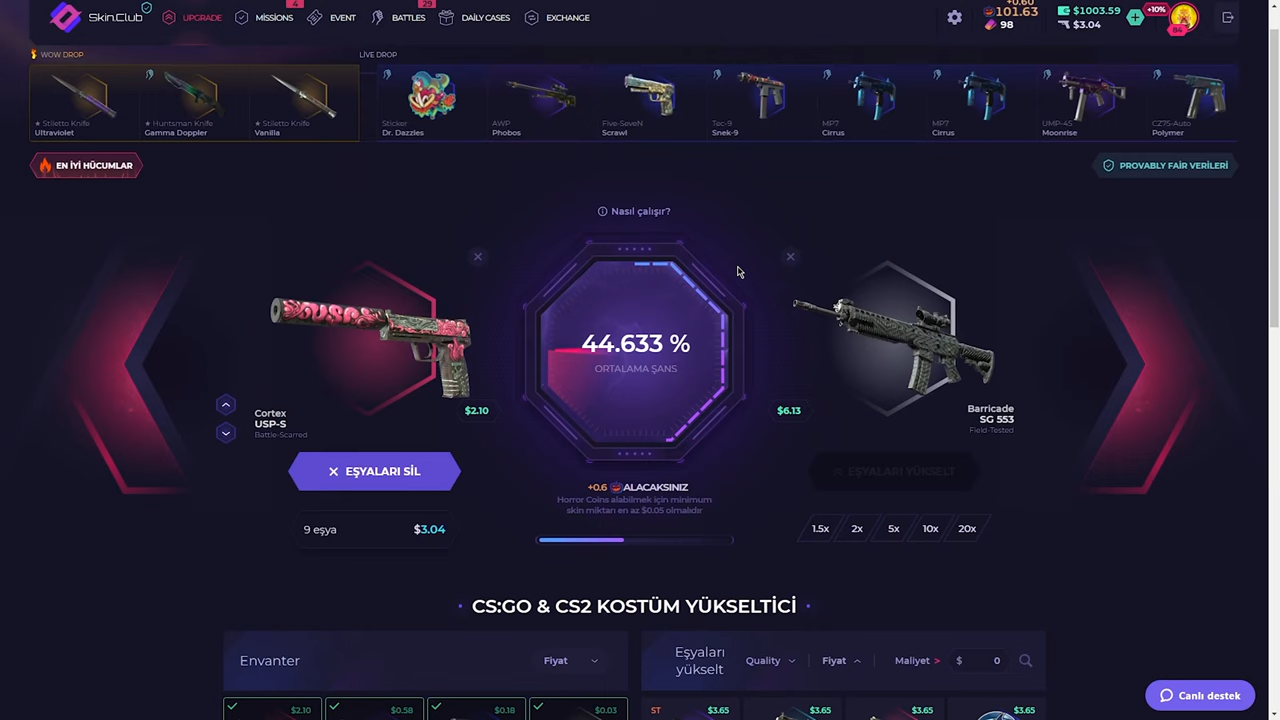 Skin.Club
UPGRADE
4
MISSIONS
EVENT
29
BATTLES
DAILY CASES
EXCHANGE
+0.60
101.63
98
$1003.59
$3.04
+10%
84
WOW DROP
LIVE DROP
★ Stiletto Knife
Ultraviolet
★ Huntsman Knife
Gamma Doppler
★ Stiletto Knife
Vanilla
Sticker
Dr. Dazzles
AWP
Phobos
Five-SeveN
Scrawl
Tec-9
Snek-9
MP7
Cirrus
MP7
Cirrus
UMP-45
Moonrise
CZ75-Auto
Polymer
EN İYİ HÜCUMLAR
PROVABLY FAIR VERİLERİ
Nasıl çalışır?
44.633 %
ORTALAMA ŞANS
$2.10
$6.13
Cortex
USP-S
Battle-Scarred
Barricade
SG 553
Field-Tested
EŞYALARI SİL
EŞYALARI YÜKSELT
+0.6 ALACAKSINIZ
Horror Coins alabilmek için minimum
skin miktarı en az $0.05 olmalıdır
9 eşya
$3.04
1.5x
2x
5x
10x
20x
CS:GO & CS2 KOSTÜM YÜKSELTİCİ
Envanter
Fiyat
Eşyaları
yükselt
Quality
Fiyat
Maliyet >
$ 0
$2.10
$0.58
$0.18
$0.03
ST
$3.65
$3.65
$3.65
$3.65
Canlı destek